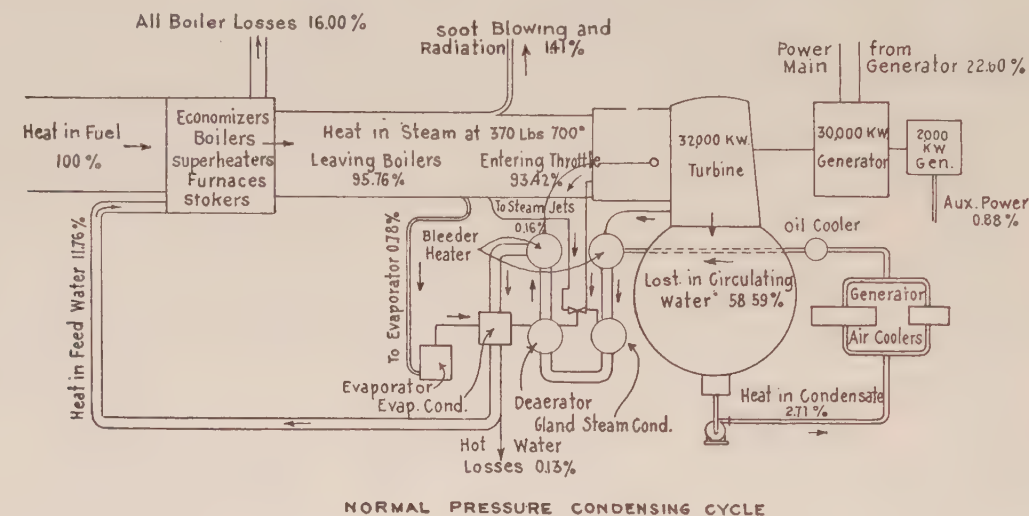 All Boiler Losses 16.00 %
soot Blowing and
Radiation 1.41%
Power
Main
from
Generator 22.60 %
Heat in Fuel
100 %
Economizers
Boilers
superheaters
Furnaces
Stokers
Heat in Steam at 370 Lbs 700°
Leaving Boilers
95.76%
Entering Throttle
93.42%
32,000 KW.
Turbine
30,000 KW
Generator
2,000
KW
Gen.
Aux. Power
0.88%
To Steam Jets
0.16%
Bleeder
Heater
oil Cooler
Lost in Circulating
Water 58.59%
Generator
Air Coolers
Heat in Feed Water 11.76%
To Evaporator 0.78%
Evaporator
Evap. Cond.
Deaerator
Gland Steam Cond.
Heat in Condensate
2.71 %
Hot Water
Losses 0.13%
NORMAL PRESSURE CONDENSING CYCLE